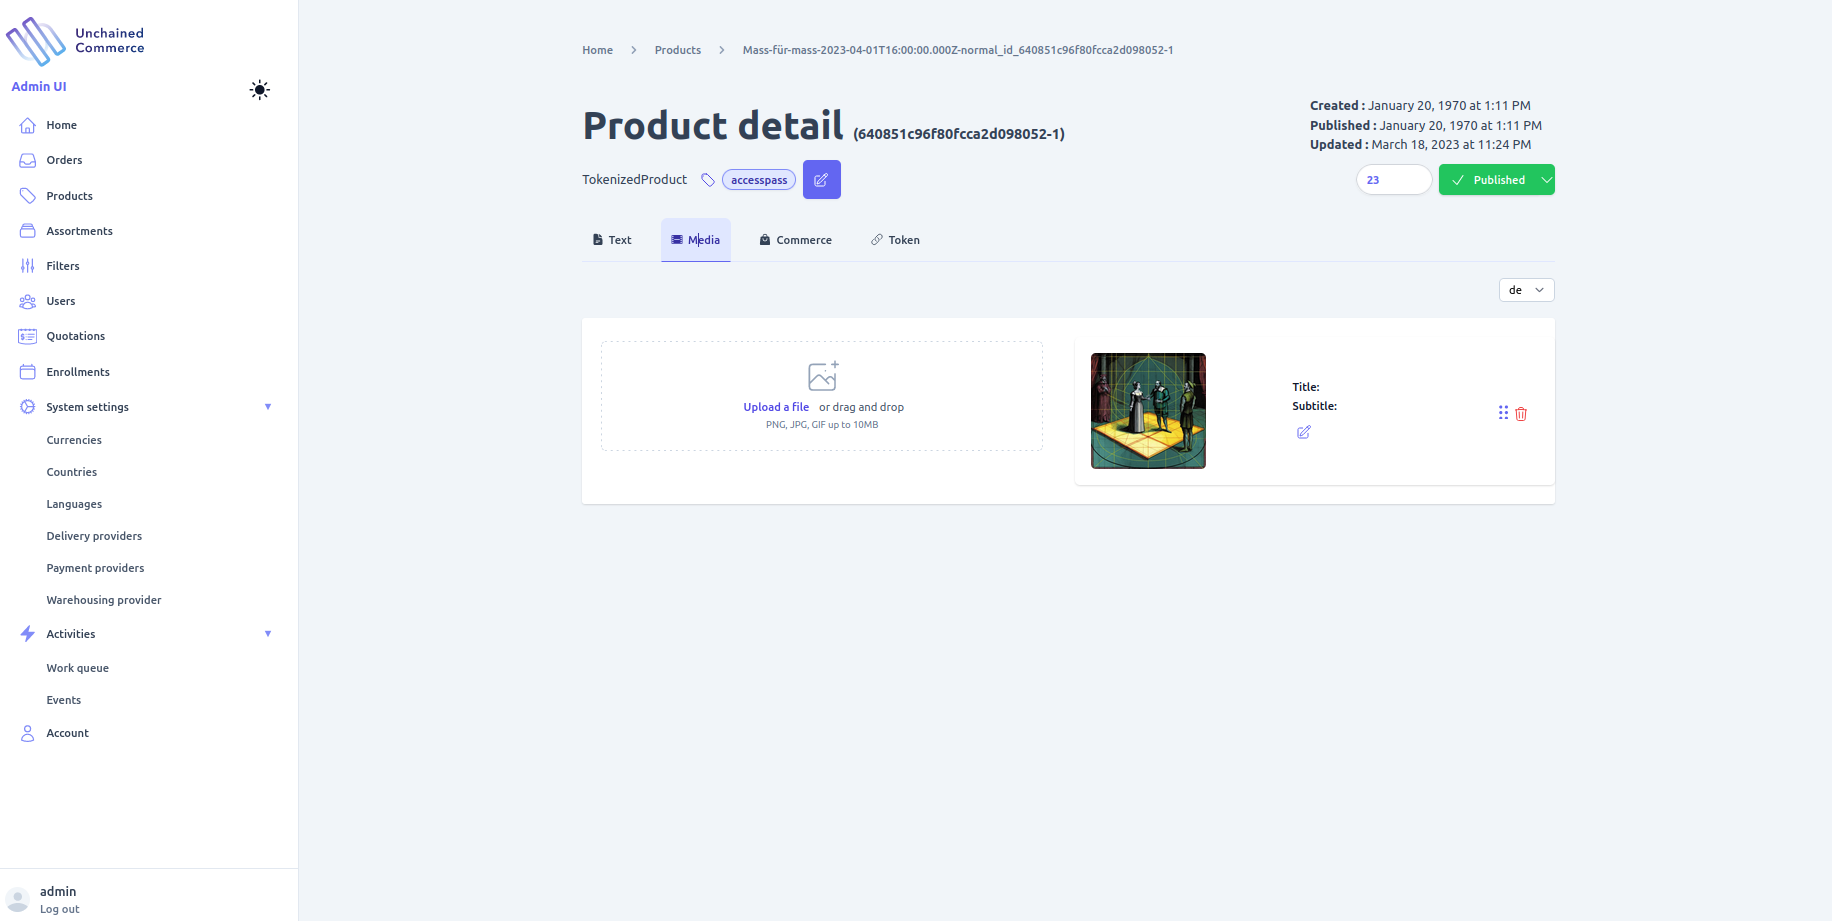 Unchained
Commerce
Admin UI
Home
Orders
Products
Assortments
Filters
Users
Quotations
Enrollments
System settings
Currencies
Countries
Languages
Delivery providers
Payment providers
Warehousing provider
Activities
Work queue
Events
Account
admin
Log out
Home Products Mass-für-mass-2023-04-01T16:00:00.000Z-normal_id_640851c96f80fcca2d098052-1
Product detail (640851c96f80fcca2d098052-1)
Created : January 20, 1970 at 1:11 PM
Published : January 20, 1970 at 1:11 PM
Updated : March 18, 2023 at 11:24 PM
TokenizedProduct accesspass
23 Published
Text Media Commerce Token
de
Upload a file or drag and drop
PNG, JPG, GIF up to 10MB
Title:
Subtitle: